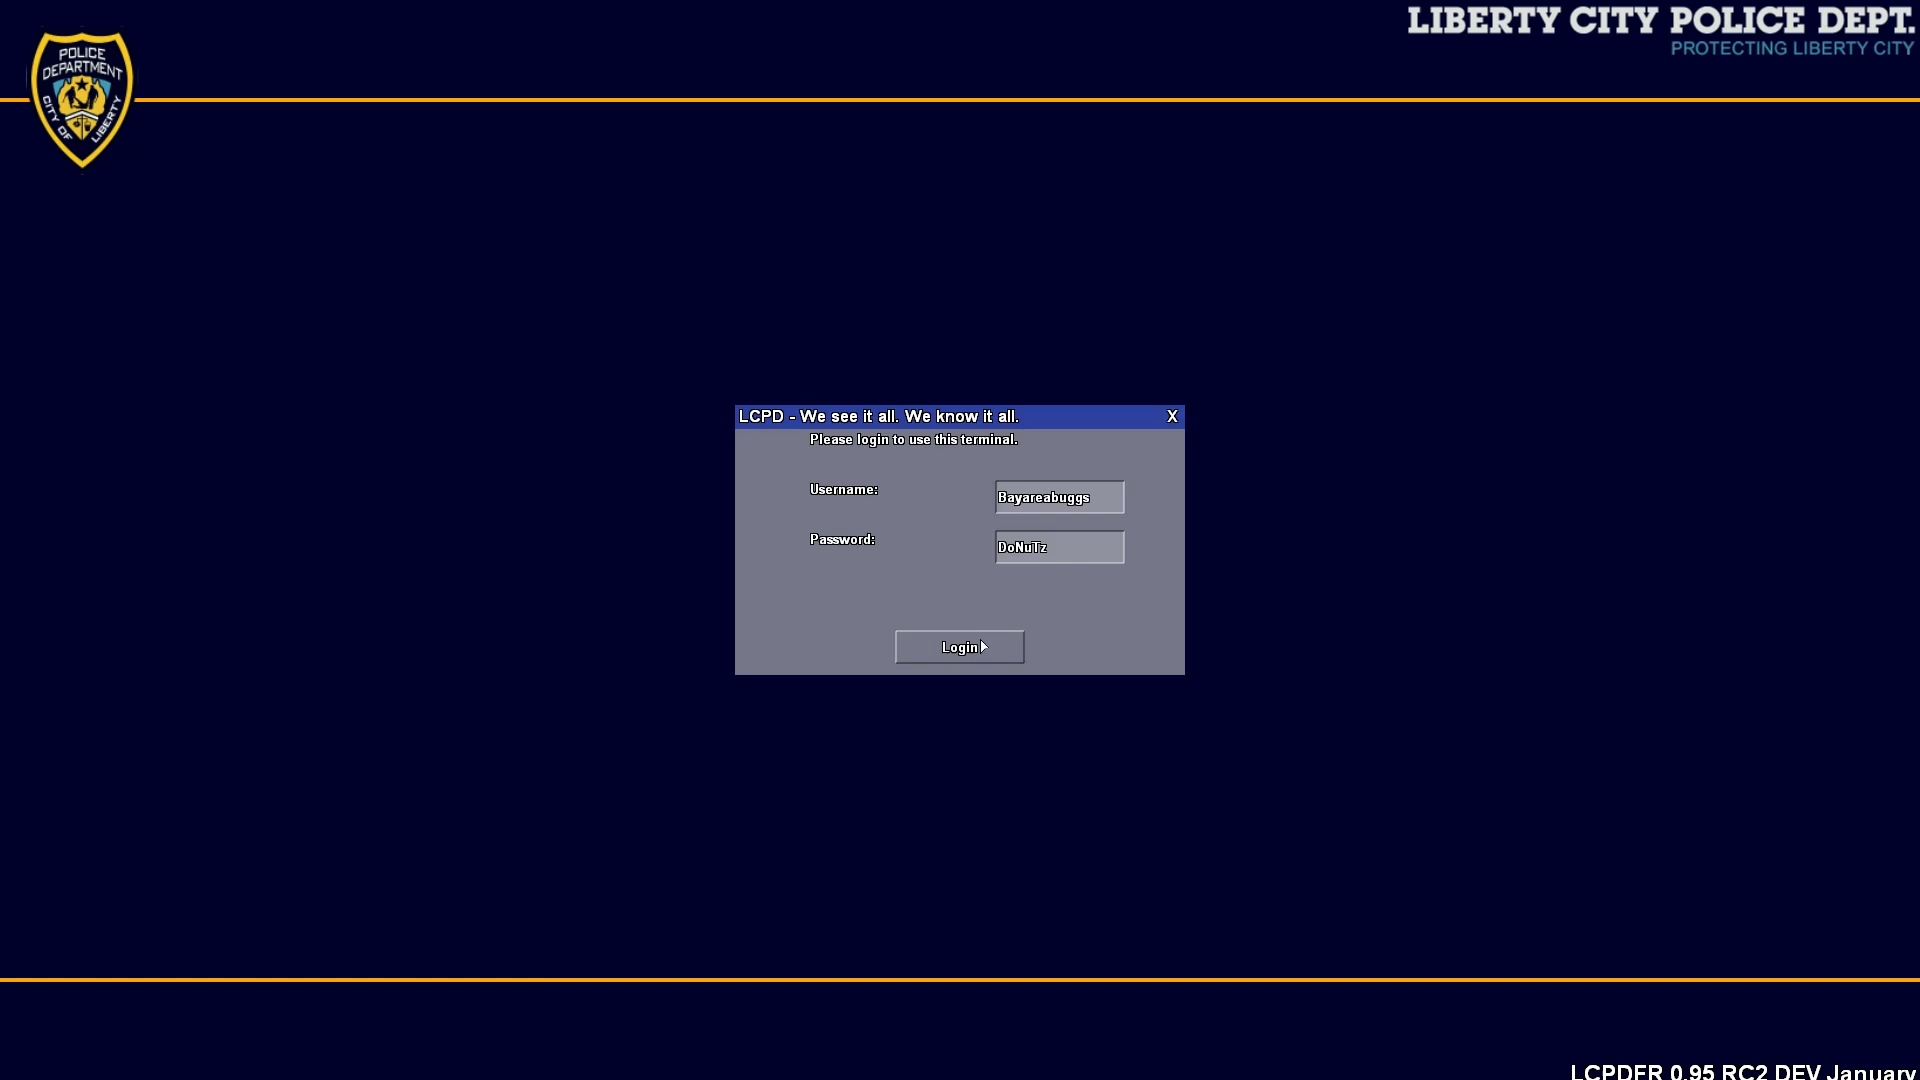 LIBERTY CITY POLICE DEPT.
PROTECTING LIBERTY CITY
POLICE
DEPARTMENT
CITY OF LIBERTY
LCPD - We see it all. We know it all. X
Please login to use this terminal.
Username: Bayareabuggs
Password: DoNuTz
Login
LCPDFR 0.95 RC2 DEV January